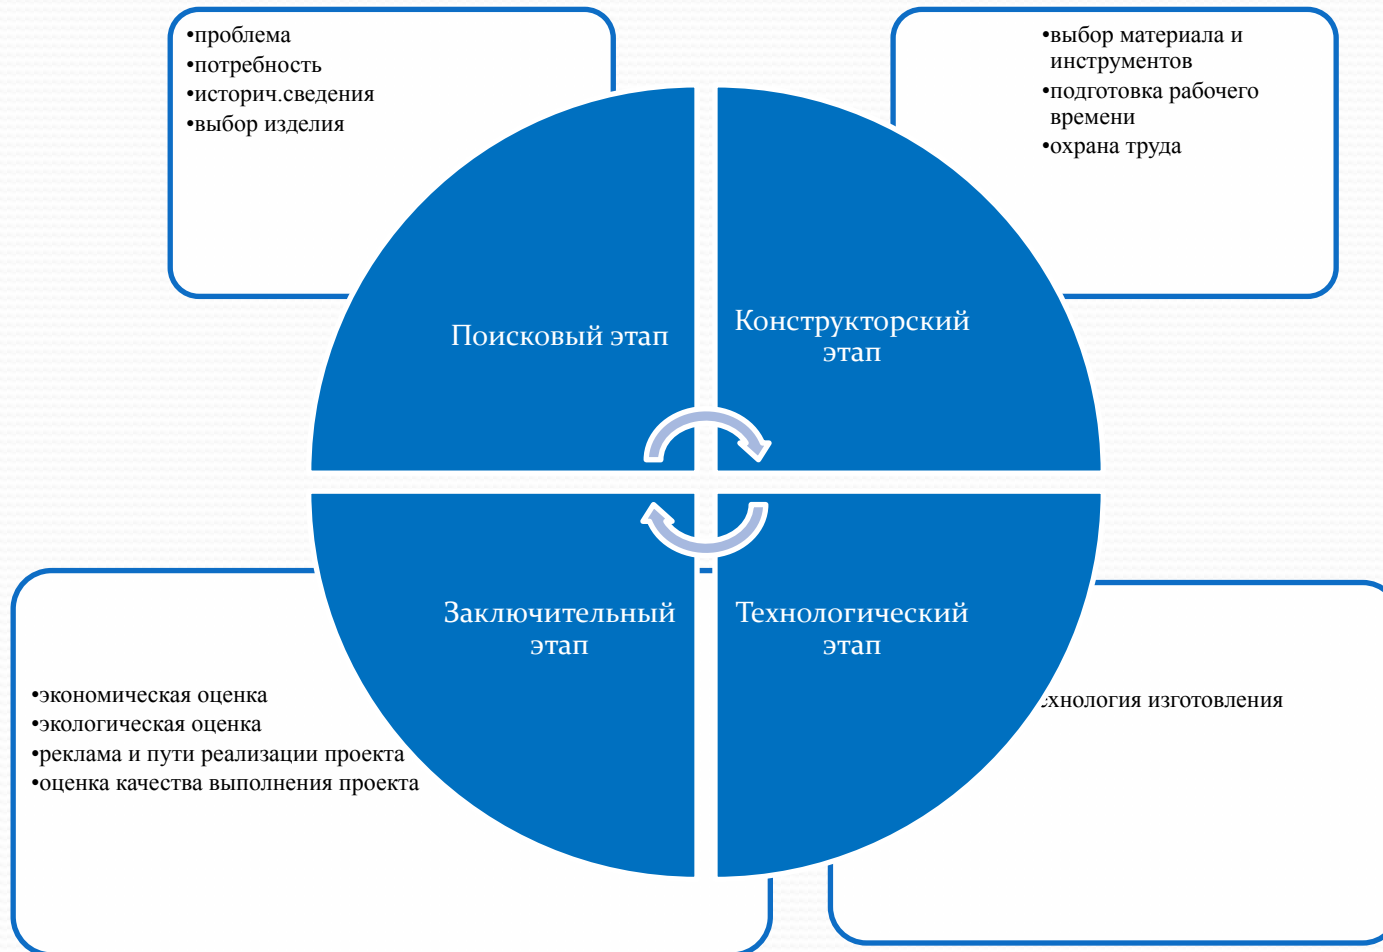 •проблема
•потребность
•историч.сведения
•выбор изделия
•выбор материала и
инструментов
•подготовка рабочего
времени
•охрана труда
Поисковый этап
Конструкторский
этап
Заключительный
этап
Технологический
этап
•экономическая оценка
•экологическая оценка
•реклама и пути реализации проекта
•оценка качества выполнения проекта
ехнология изготовления